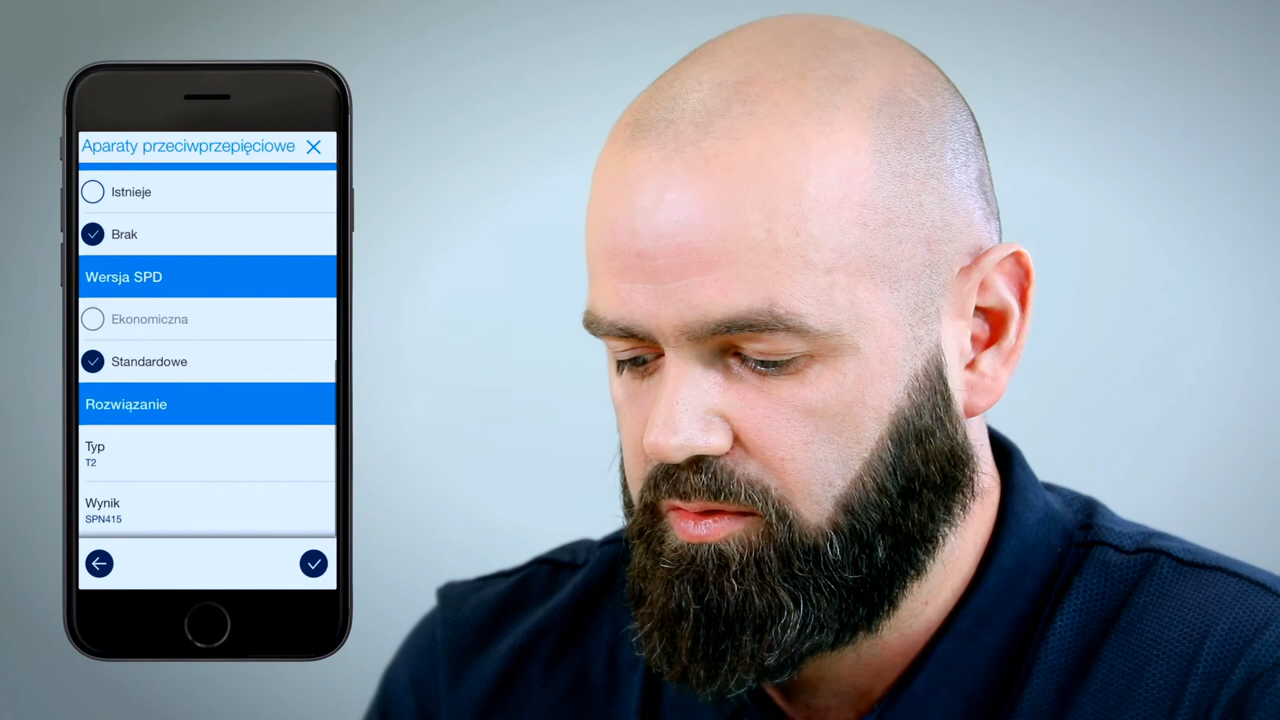 Aparaty przeciwprzepięciowe
Istnieje
Brak
Wersja SPD
Ekonomiczna
Standardowe
Rozwiązanie
Typ
T2
Wynik
SPN415